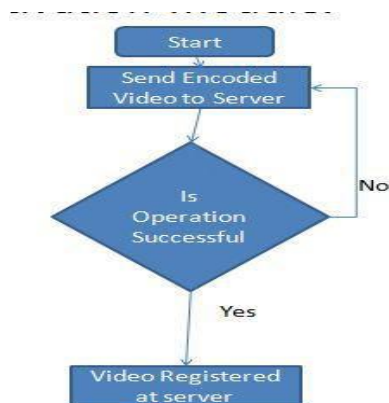 Start
Send Encoded
Video to Server
Is
Operation
Successful
No
Yes
Video Registered
at server